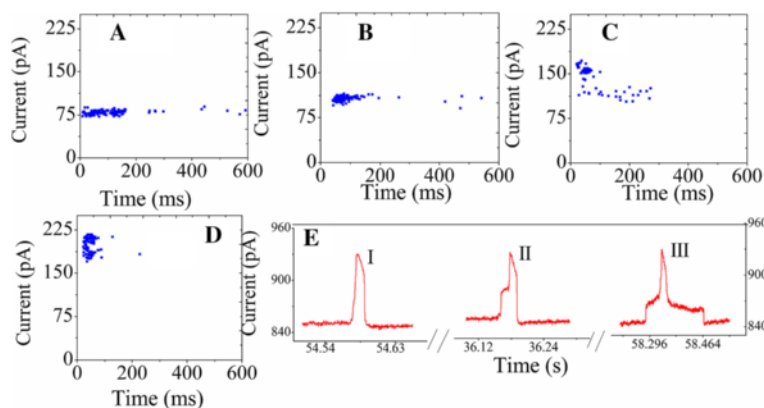 A
Current (pA)
225
150
75
0
0 200 400 600
Time (ms)
B
Current (pA)
225
150
75
0
0 200 400 600
Time (ms)
C
Current (pA)
225
150
75
0
0 200 400 600
Time (ms)
D
Current (pA)
225
150
75
0
0 200 400 600
Time (ms)
E
Current (pA)
960
900
840
I
II
III
960
900
840
54.54 54.63 36.12 36.24 58.296 58.464
Time (s)